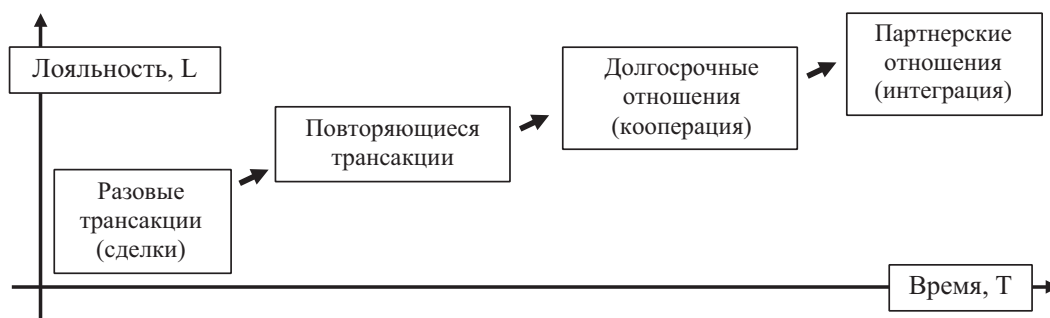 Лояльность, L
Разовые
трансакции
(сделки)
Повторяющиеся
трансакции
Долгосрочные
отношения
(кооперация)
Партнерские
отношения
(интеграция)
Время, T